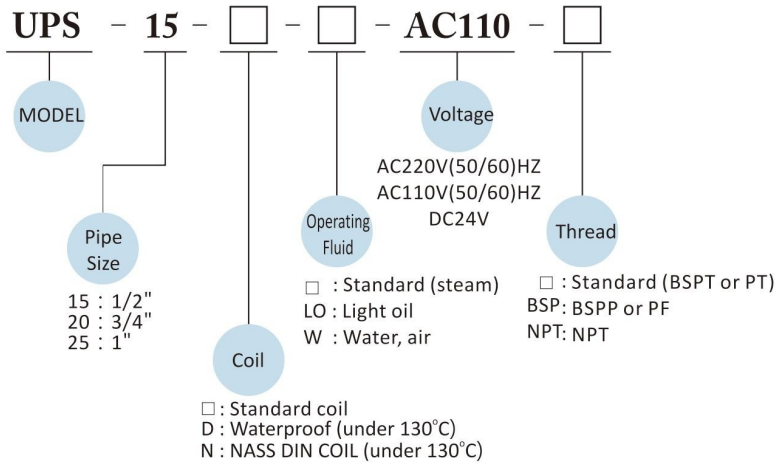 UPS - 15 - □ - □ - AC110 - □
MODEL
Voltage
AC220V(50/60)HZ
AC110V(50/60)HZ
DC24V
Pipe
Size
15 : 1/2"
20 : 3/4"
25 : 1"
Operating
Fluid
□ : Standard (steam)
LO : Light oil
W : Water, air
Thread
□ : Standard (BSPT or PT)
BSP: BSPP or PF
NPT: NPT
Coil
□ : Standard coil
D : Waterproof (under 130°C)
N : NASS DIN COIL (under 130°C)